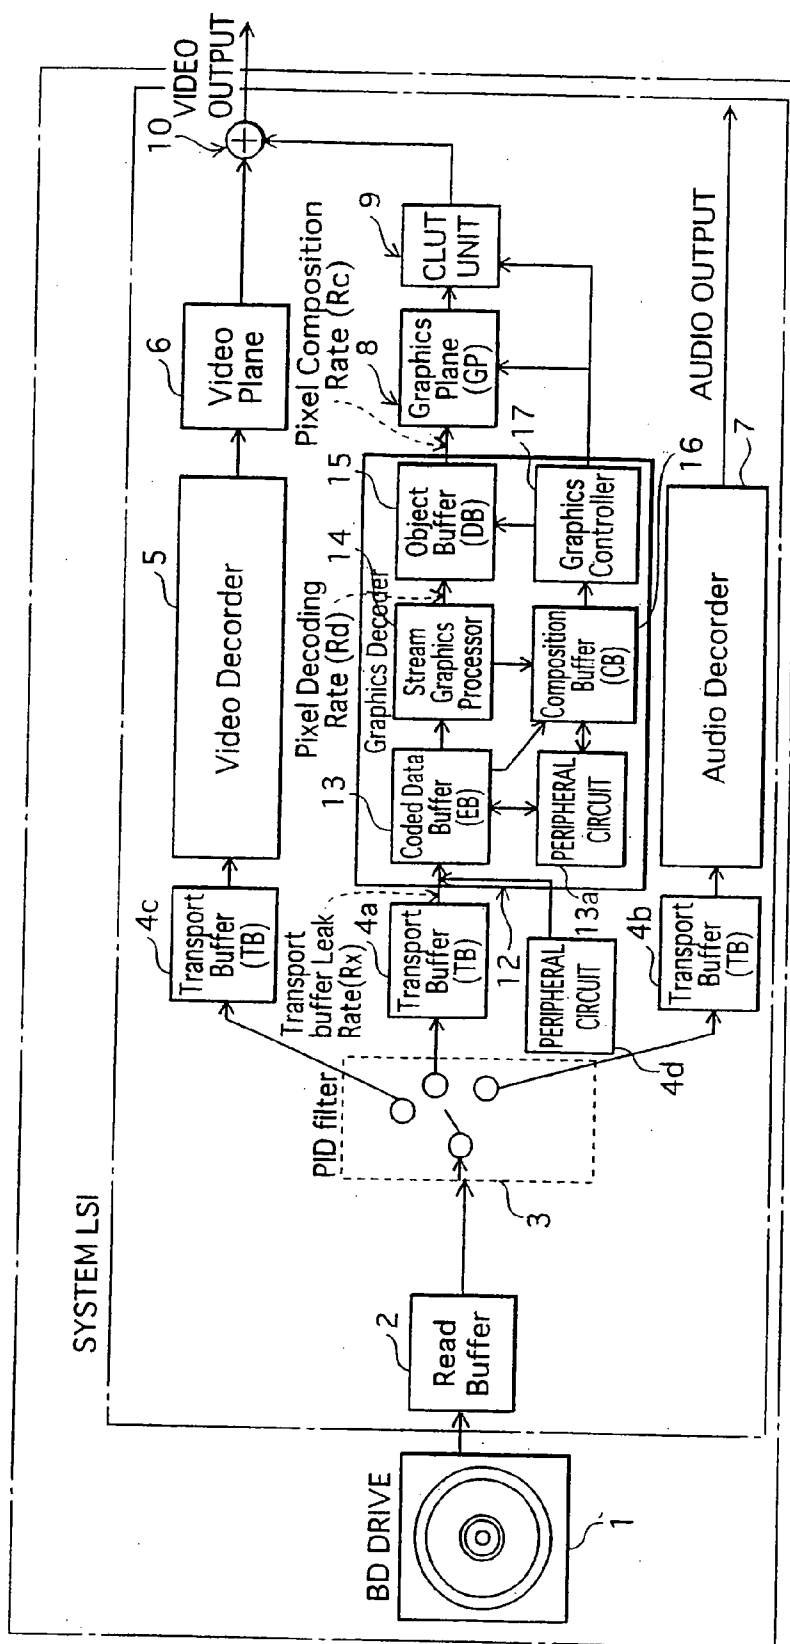 SYSTEM LSI
BD DRIVE
1
2
Read
Buffer
PID filter
3
4c
Transport
Buffer
(TB)
Transport
buffer Leak
Rate(Rx)
4a
Transport
Buffer
(TB)
12
PERIPHERAL
CIRCUIT
4d
4b
Transport
Buffer
(TB)
5
Video Decorder
6
Video
Plane
10
VIDEO
OUTPUT
Graphics Decoder
13
Coded Data
Buffer
(EB)
PERIPHERAL
CIRCUIT
13a
Pixel Decoding
Rate (Rd)
14
Stream
Graphics
Processor
Composition
Buffer
(CB)
16
15
Object
Buffer
(DB)
17
Graphics
Controller
Pixel Composition
Rate (Rc)
8
Graphics
Plane
(GP)
9
CLUT
UNIT
Audio Decorder
7
AUDIO OUTPUT